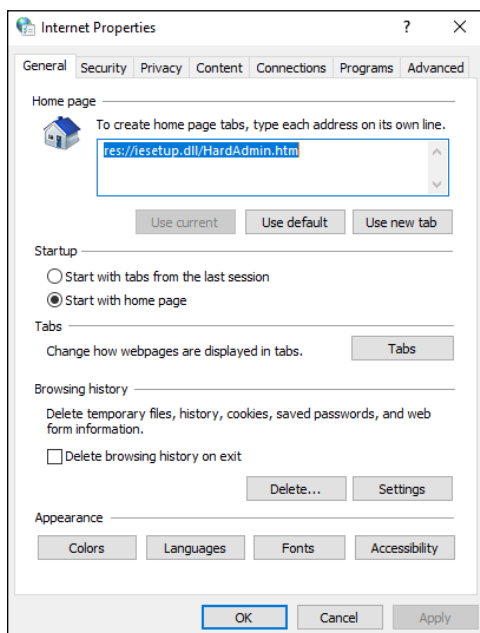 Internet Properties ? ×
General Security Privacy Content Connections Programs Advanced
Home page
To create home page tabs, type each address on its own line.
res://iesetup.dll/HardAdmin.htm
Use current Use default Use new tab
Startup
Start with tabs from the last session
Start with home page
Tabs
Change how webpages are displayed in tabs. Tabs
Browsing history
Delete temporary files, history, cookies, saved passwords, and web
form information.
Delete browsing history on exit
Delete... Settings
Appearance
Colors Languages Fonts Accessibility
OK Cancel Apply